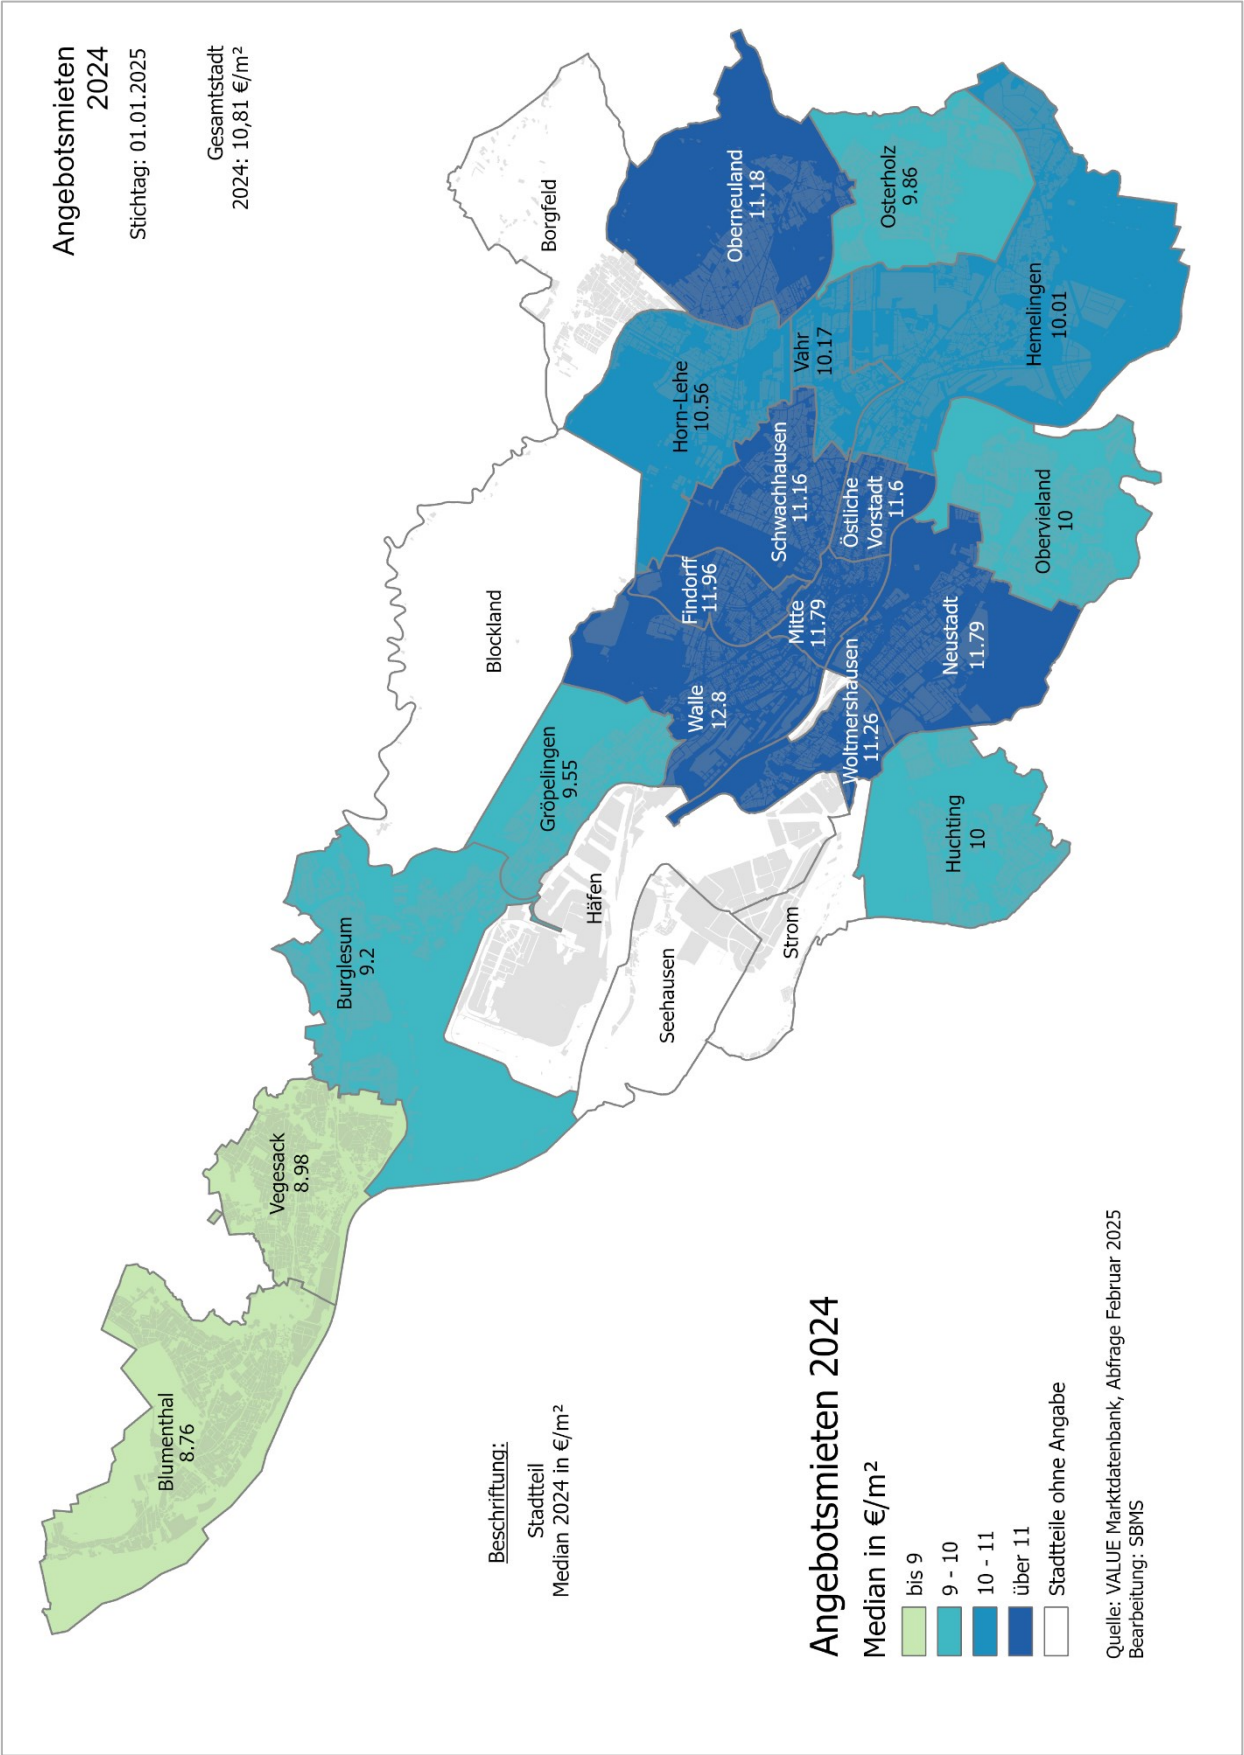 Angebotsmieten
2024
Stichtag: 01.01.2025
Gesamtstadt
2024: 10,81 €/m²
Blumenthal
8.76
Vegesack
8.98
Burglesum
9.2
Blockland
Borgfeld
Gröpelingen
9.55
Häfen
Seehausen
Strom
Walle
12.8
Findorff
11.96
Horn-Lehe
10.56
Oberneuland
11.18
Schwachhausen
11.16
Vahr
10.17
Mitte
11.79
Östliche
Vorstadt
11.6
Osterholz
9.86
Woltmershausen
11.26
Neustadt
11.79
Huchting
10
Obervieland
10
Hemelingen
10.01
Beschriftung:
Stadtteil
Median 2024 in €/m²
Angebotsmieten 2024
Median in €/m²
bis 9
9 - 10
10 - 11
über 11
Stadtteile ohne Angabe
Quelle: VALUE Marktdatenbank, Abfrage Februar 2025
Bearbeitung: SBMS